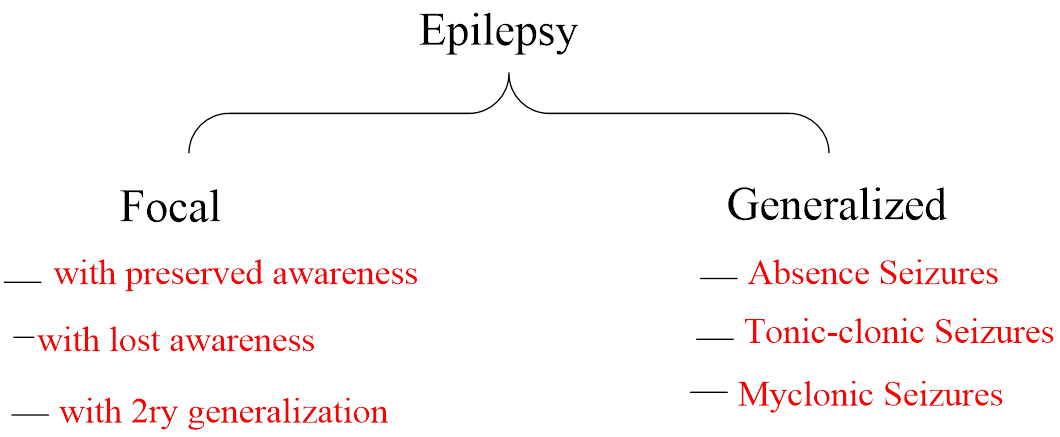 Epilepsy
Focal
with preserved awareness
with lost awareness
with 2ry generalization
Generalized
Absence Seizures
Tonic-clonic Seizures
Myclonic Seizures